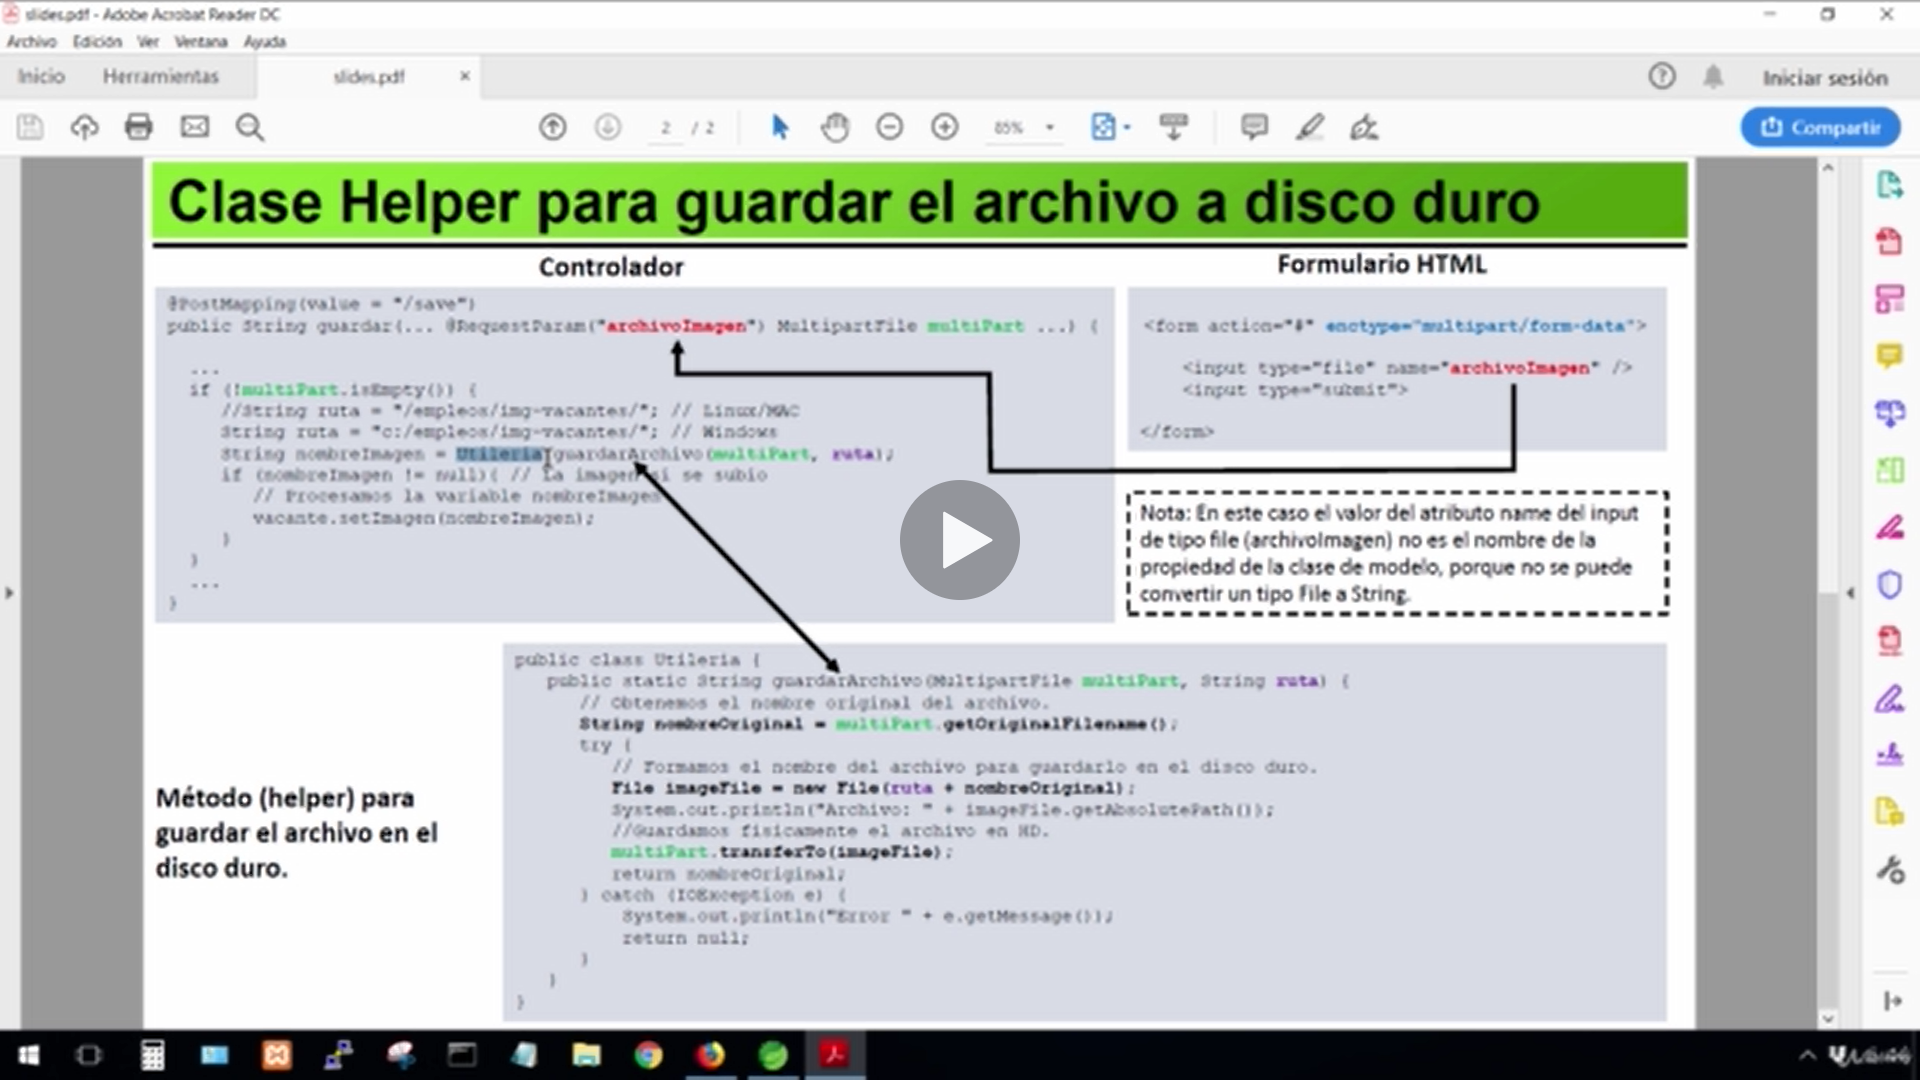 slides.pdf - Adobe Acrobat Reader DC
Archivo Edición Ver Ventana Ayuda
Inicio Herramientas slides.pdf × Iniciar sesión
2 / 2 85% Compartir
Clase Helper para guardar el archivo a disco duro
Controlador
@PostMapping(value = "/save")
public String guardar(... @RequestParam("archivoImagen") MultipartFile multiPart ...) {
...
if (!multiPart.isEmpty()) {
//String ruta = "/empleos/img-vacantes/"; // Linux/MAC
String ruta = "c:/empleos/img-vacantes/"; // Windows
String nombreImagen = Utileria.guardarArchivo(multiPart, ruta);
if (nombreImagen != null){ // La imagen si se subio
// Procesamos la variable nombreImagen
vacante.setImagen(nombreImagen);
}
}
...
}
Formulario HTML
<form action="#" enctype="multipart/form-data">
<input type="file" name="archivoImagen" />
<input type="submit">
</form>
Nota: En este caso el valor del atributo name del input
de tipo file (archivoImagen) no es el nombre de la
propiedad de la clase de modelo, porque no se puede
convertir un tipo File a String.
Método (helper) para
guardar el archivo en el
disco duro.
public class Utileria {
public static String guardarArchivo(MultipartFile multiPart, String ruta) {
// Obtenemos el nombre original del archivo.
String nombreOriginal = multiPart.getOriginalFilename();
try {
// Formamos el nombre del archivo para guardarlo en el disco duro.
File imageFile = new File(ruta + nombreOriginal);
System.out.println("Archivo: " + imageFile.getAbsolutePath());
//Guardamos fisicamente el archivo en HD.
multiPart.transferTo(imageFile);
return nombreOriginal;
} catch (IOException e) {
System.out.println("Error " + e.getMessage());
return null;
}
}
}